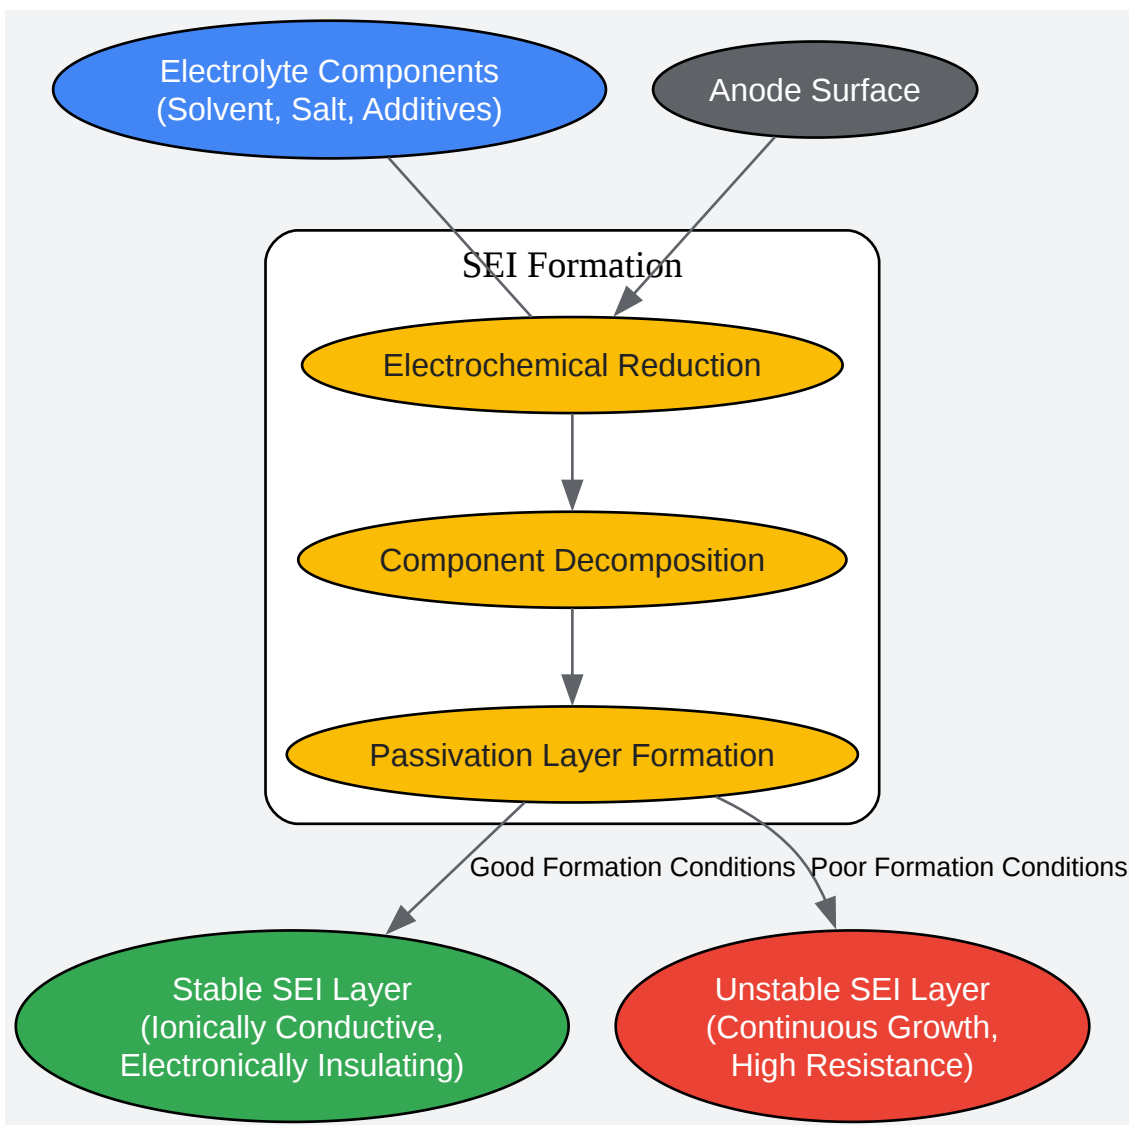 Electrolyte Components
(Solvent, Salt, Additives)
Anode Surface
SEI Formation
Electrochemical Reduction
Component Decomposition
Passivation Layer Formation
Good Formation Conditions
Poor Formation Conditions
Stable SEI Layer
(Ionically Conductive,
Electronically Insulating)
Unstable SEI Layer
(Continuous Growth,
High Resistance)